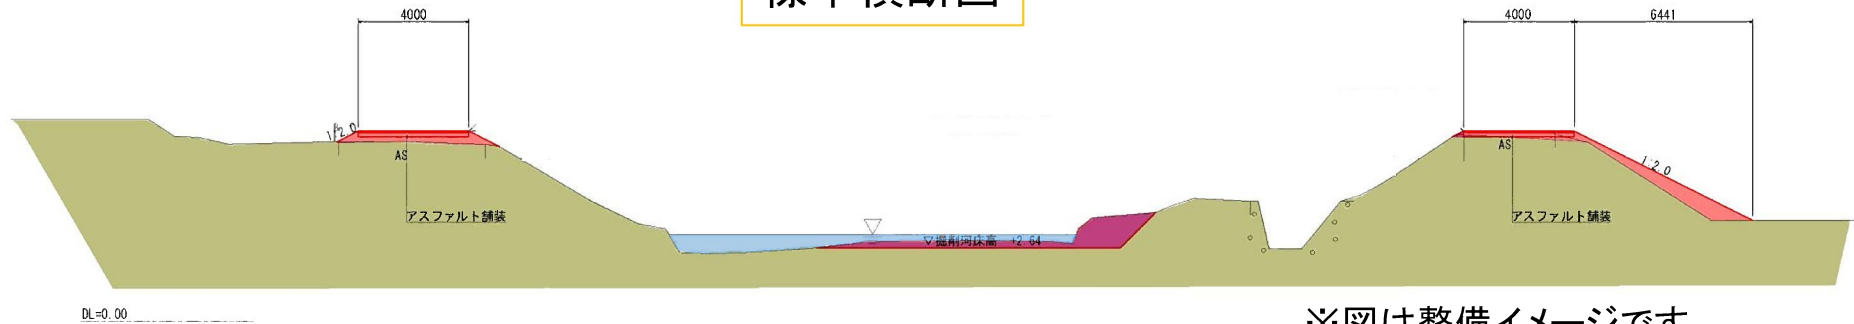 標準横断図
4000
4000
6441
1:2.0
AS
アスファルト舗装
▽掘削河床高 +2.64
AS
1:2.0
アスファルト舗装
DL=0.00
※図は整備イメージです